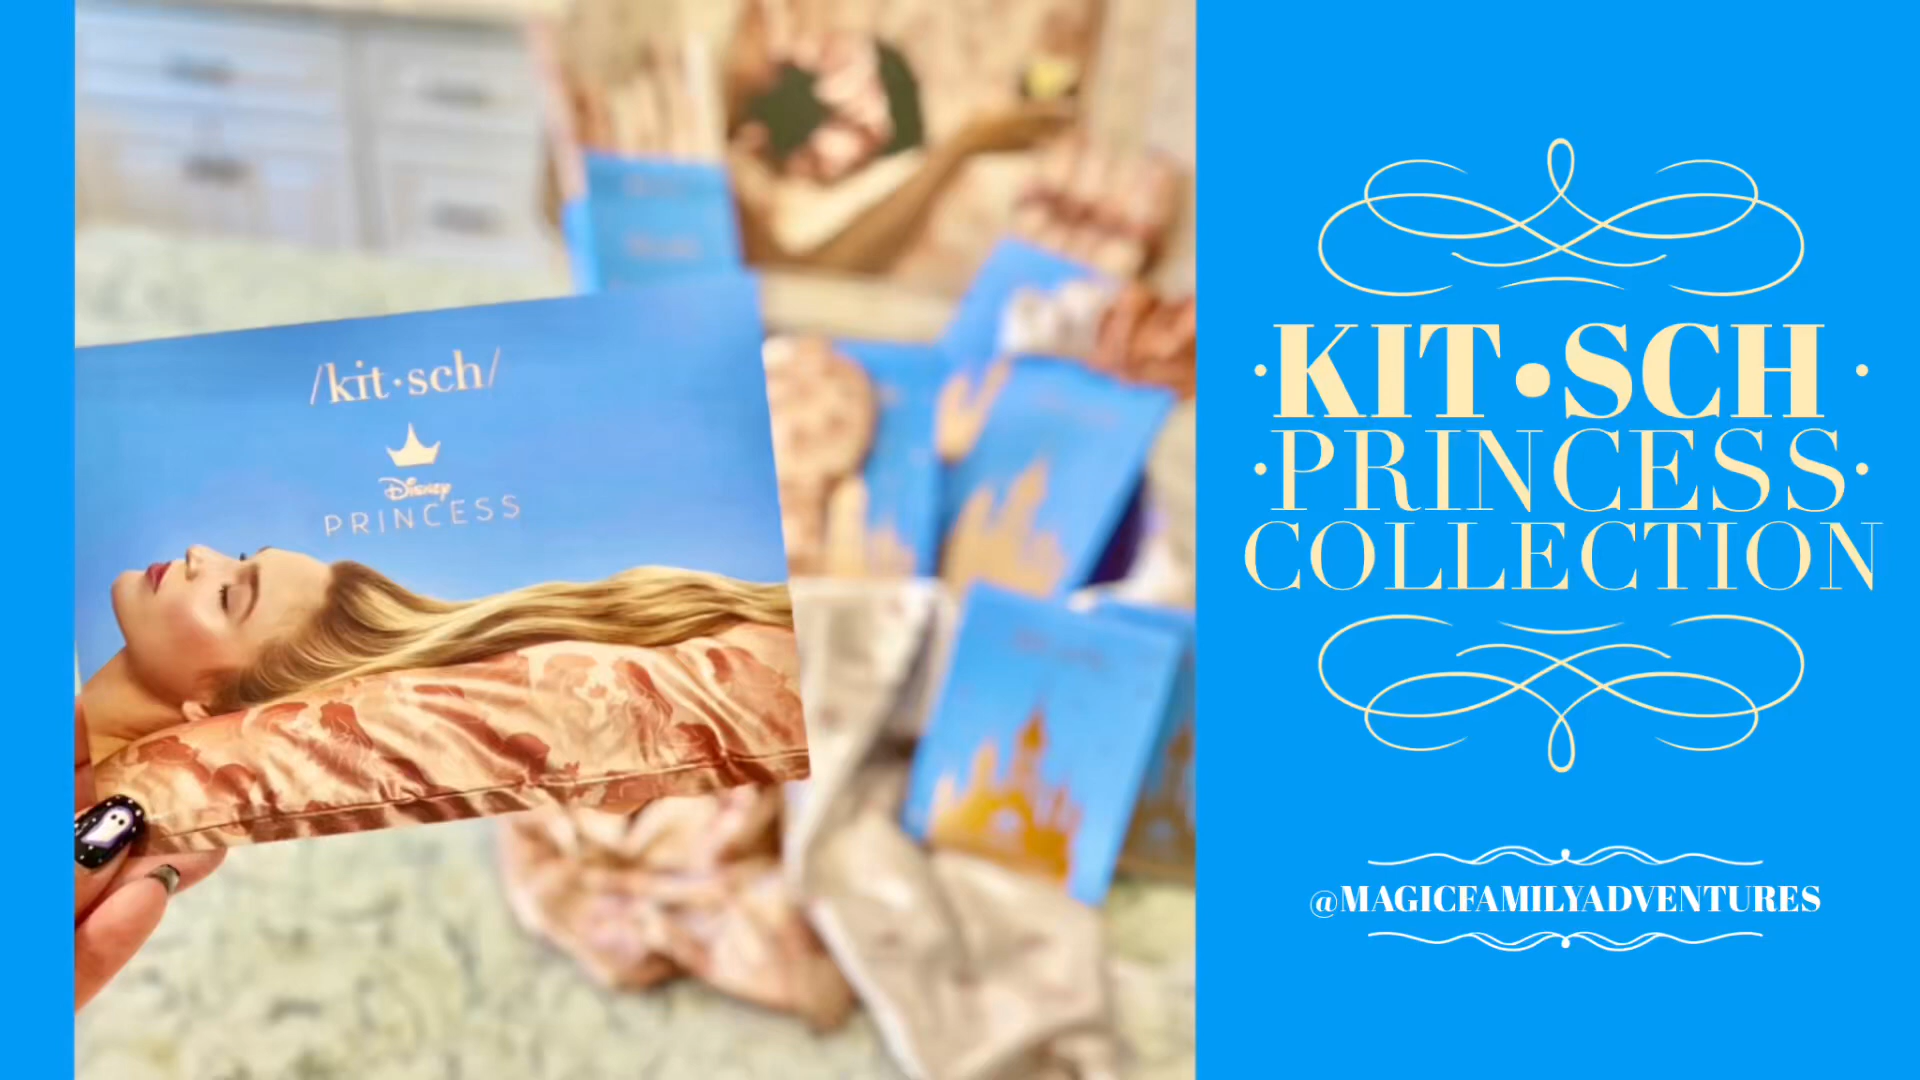 /kit·sch/
Disney
PRINCESS
·KIT·SCH·
·PRINCESS·
COLLECTION
@MAGICFAMILYADVENTURES